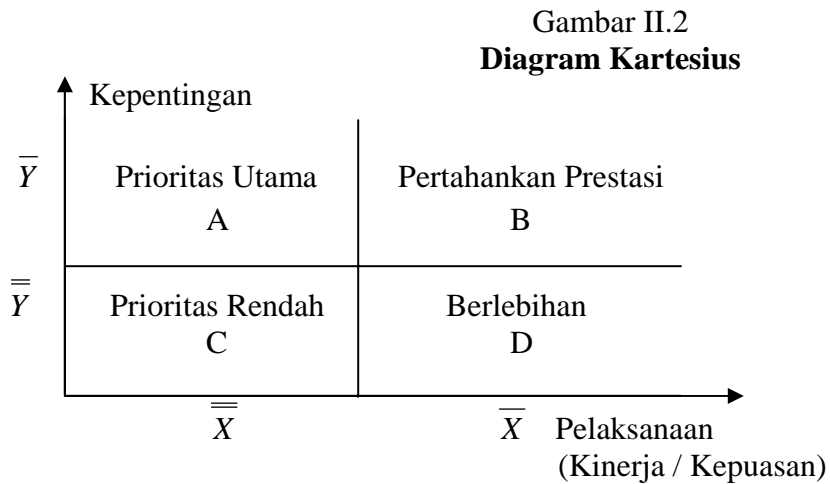 Gambar II.2
Diagram Kartesius
Kepentingan
Y̅ Prioritas Utama Pertahankan Prestasi
A B
Y̿ Prioritas Rendah Berlebihan
C D
X̿ X̅ Pelaksanaan
(Kinerja / Kepuasan)